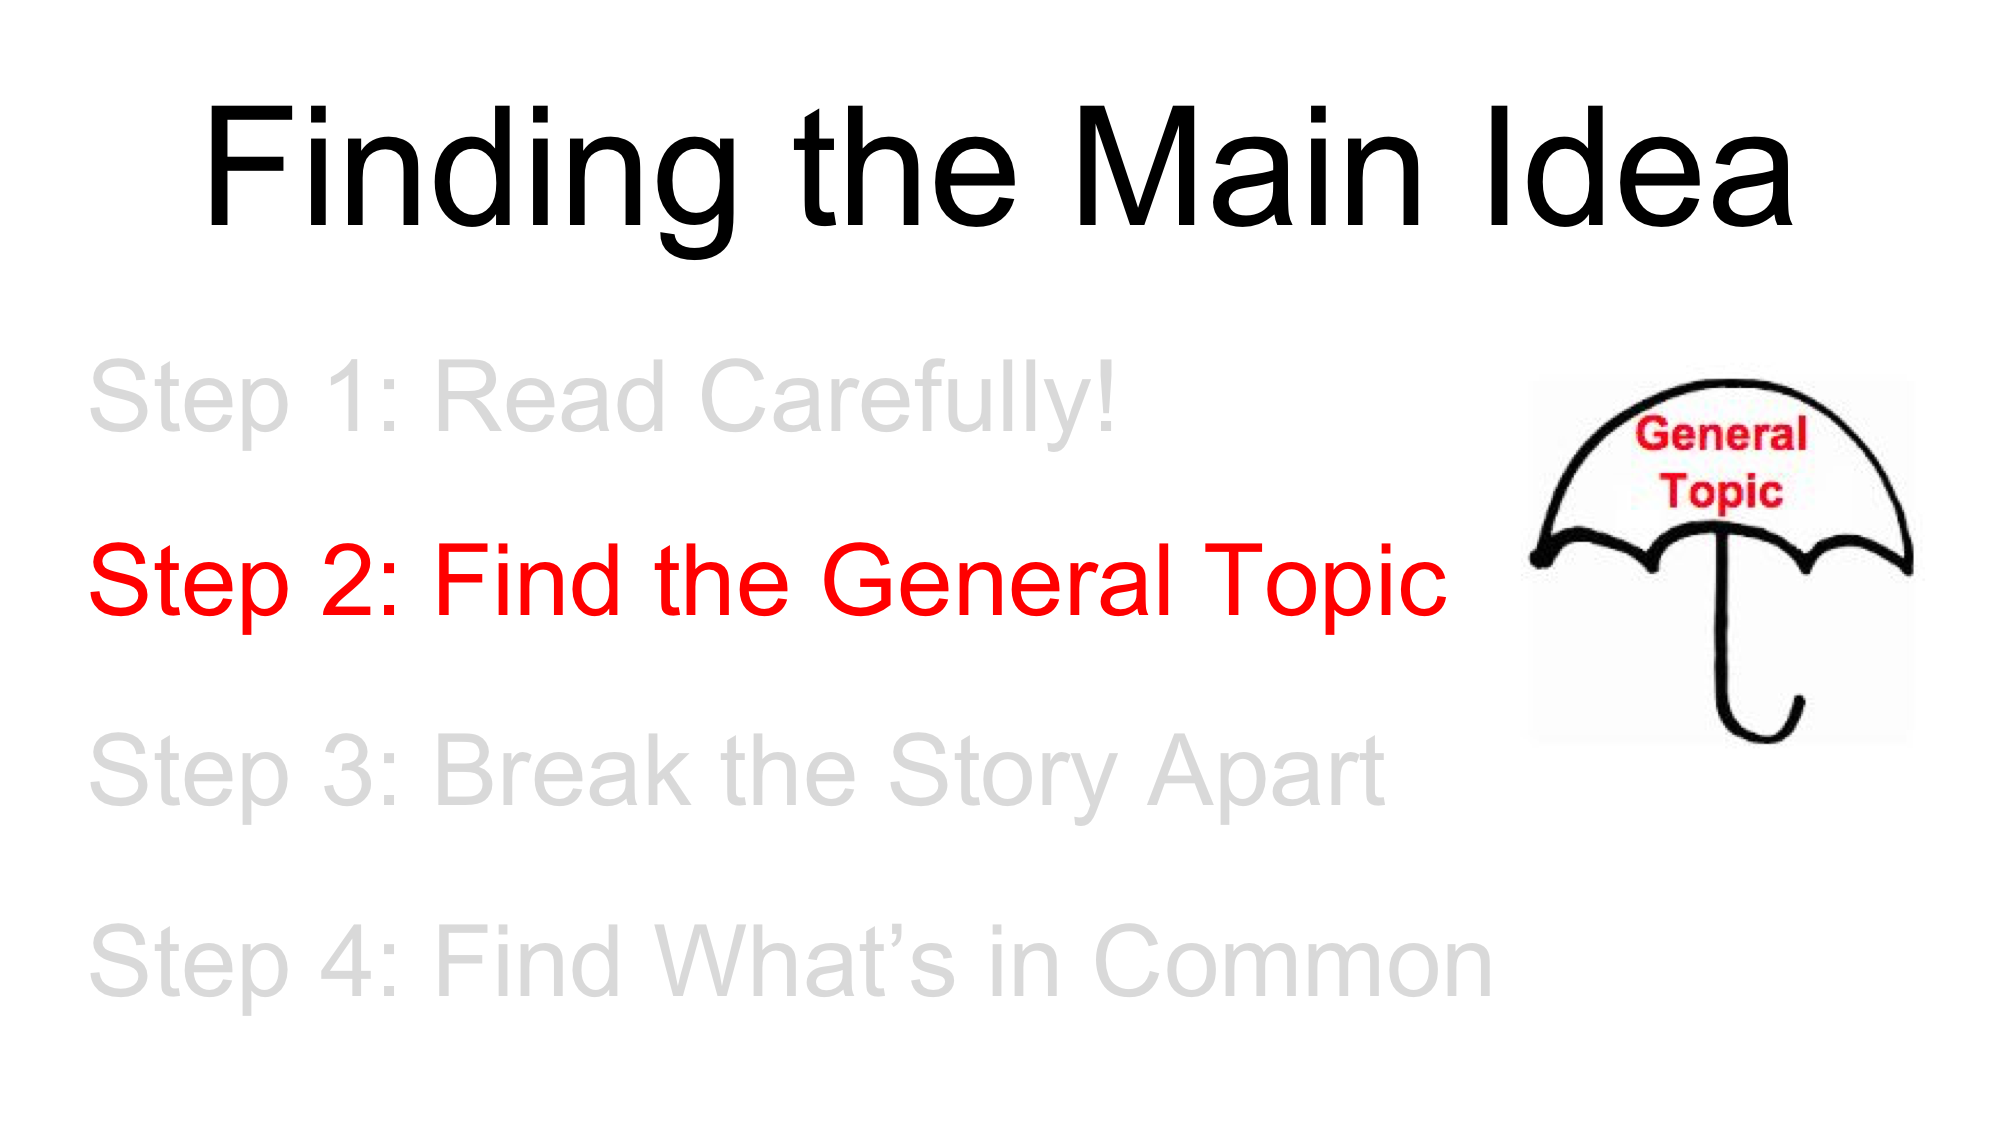 Finding the Main Idea
Step 1: Read Carefully!
Step 2: Find the General Topic
Step 3: Break the Story Apart
Step 4: Find What’s in Common
General
Topic